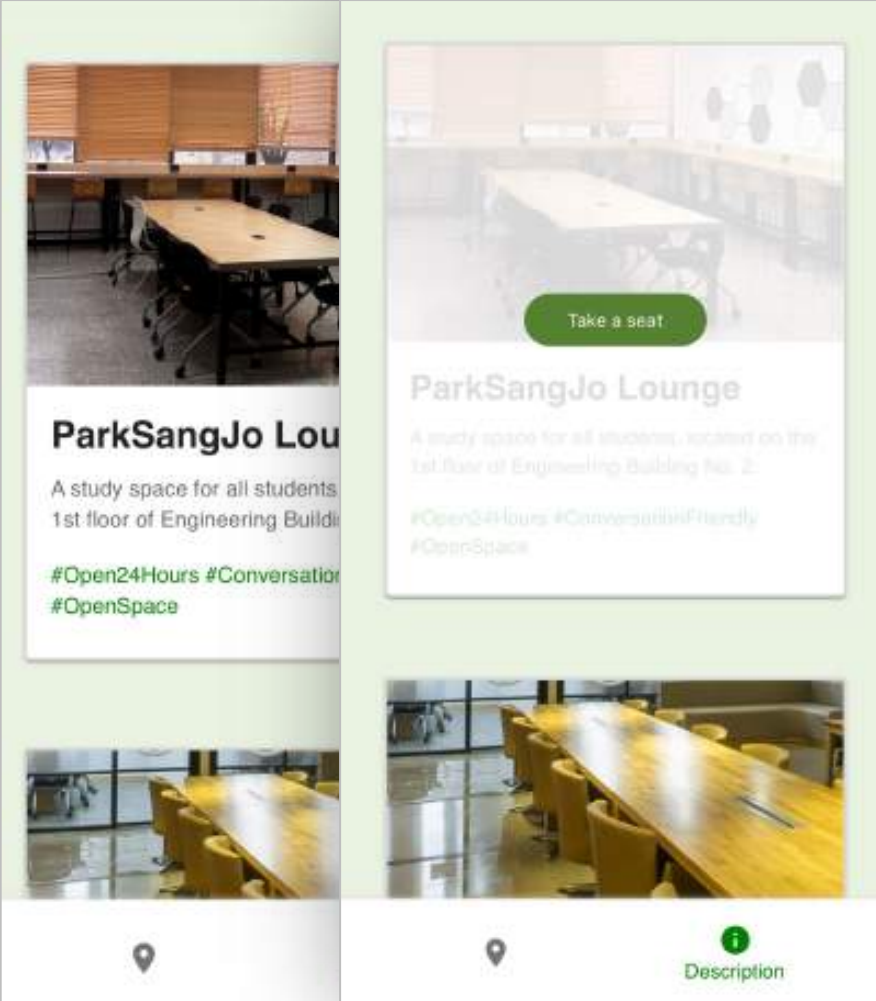 ParkSangJo Lou
A study space for all students
1st floor of Engineering Buildi
#Open24Hours #Conversation
#OpenSpace
Take a seat
ParkSangJo Lounge
A study space for all students, located on the
1st floor of Engineering Building No. 2.
#Open24Hours #ConversationFriendly
#OpenSpace
Description